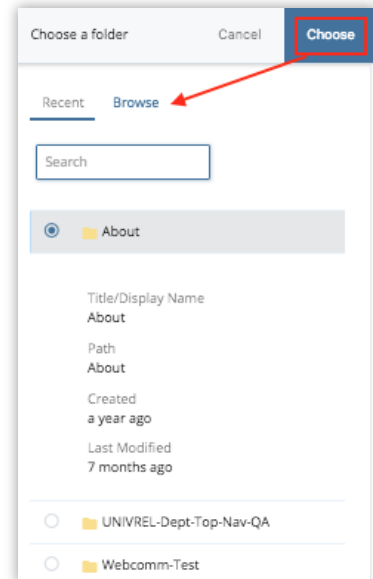 Choose a folder Cancel Choose
Recent Browse
Search
About
Title/Display Name
About
Path
About
Created
a year ago
Last Modified
7 months ago
UNIVREL-Dept-Top-Nav-QA
Webcomm-Test